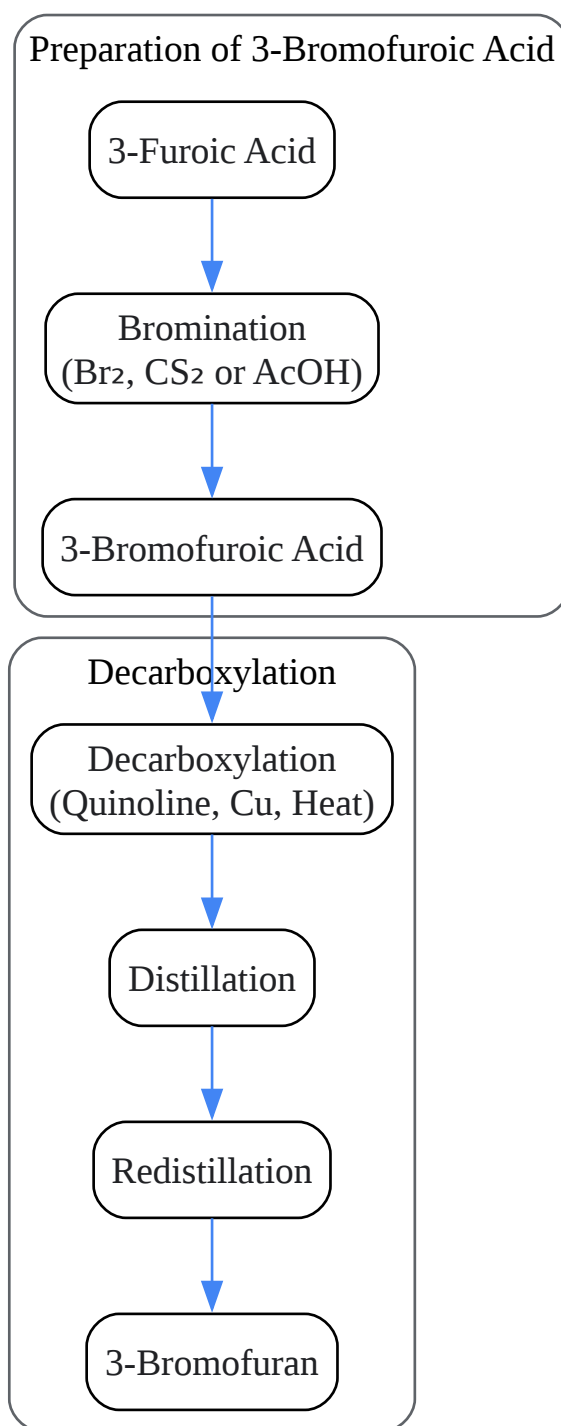 Preparation of 3-Bromofuroic Acid
3-Furoic Acid
Bromination
(Br₂, CS₂ or AcOH)
3-Bromofuroic Acid
Decarboxylation
Decarboxylation
(Quinoline, Cu, Heat)
Distillation
Redistillation
3-Bromofuran